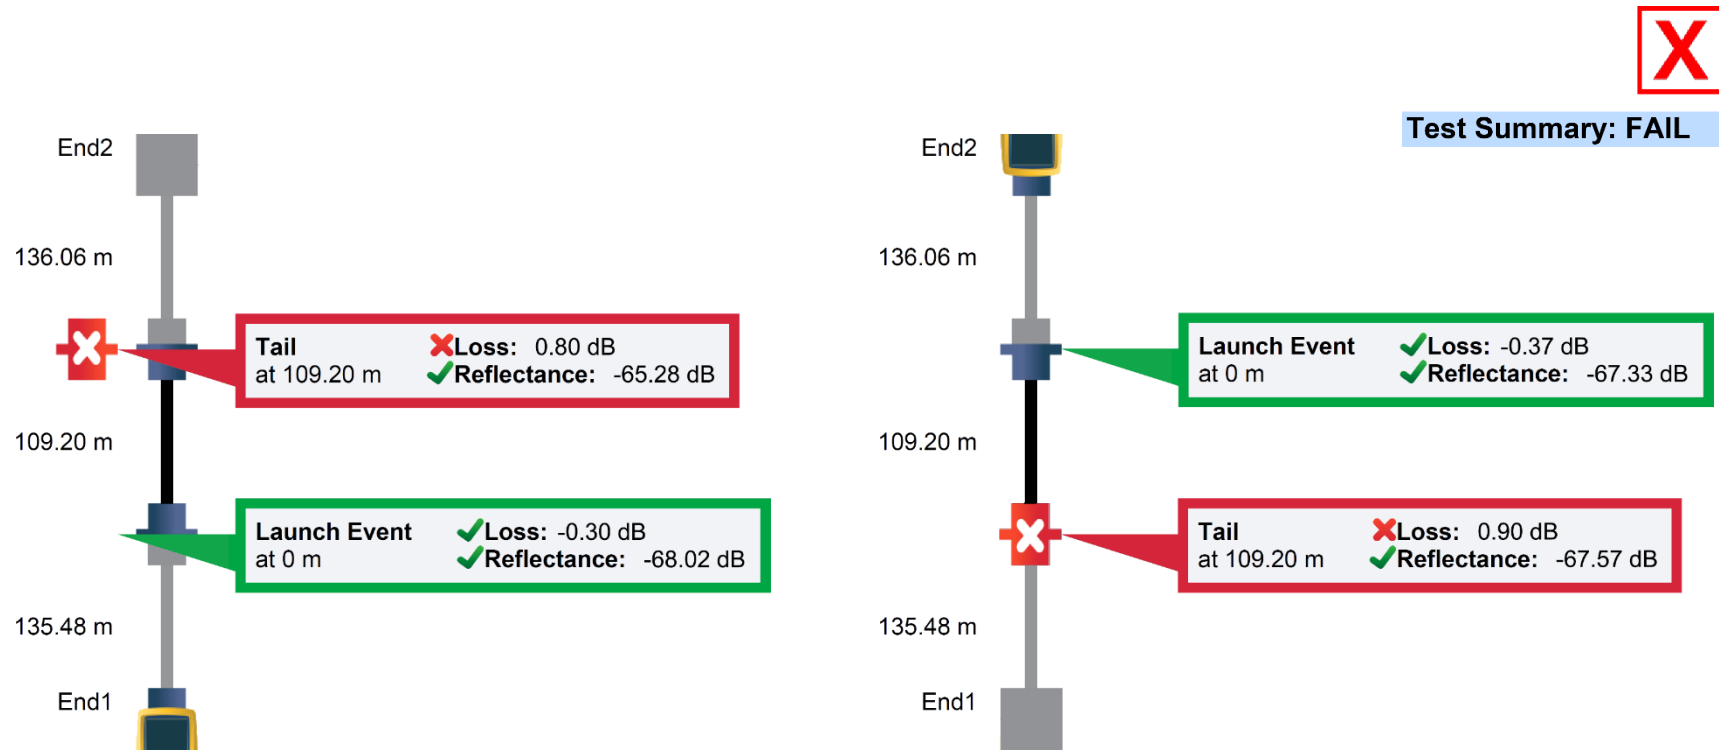 X
Test Summary: FAIL
End2
136.06 m
Tail
at 109.20 m
Loss: 0.80 dB
Reflectance: -65.28 dB
109.20 m
Launch Event
at 0 m
Loss: -0.30 dB
Reflectance: -68.02 dB
135.48 m
End1
End2
136.06 m
Launch Event
at 0 m
Loss: -0.37 dB
Reflectance: -67.33 dB
109.20 m
Tail
at 109.20 m
Loss: 0.90 dB
Reflectance: -67.57 dB
135.48 m
End1